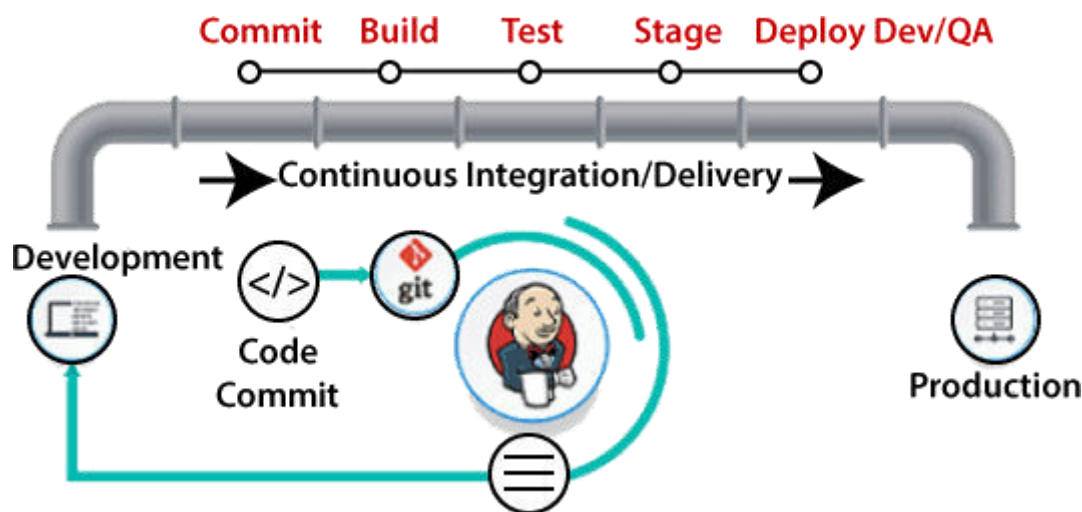 Commit Build Test Stage Deploy Dev/QA
Continuous Integration/Delivery
Development
</>
git
Code
Commit
Production